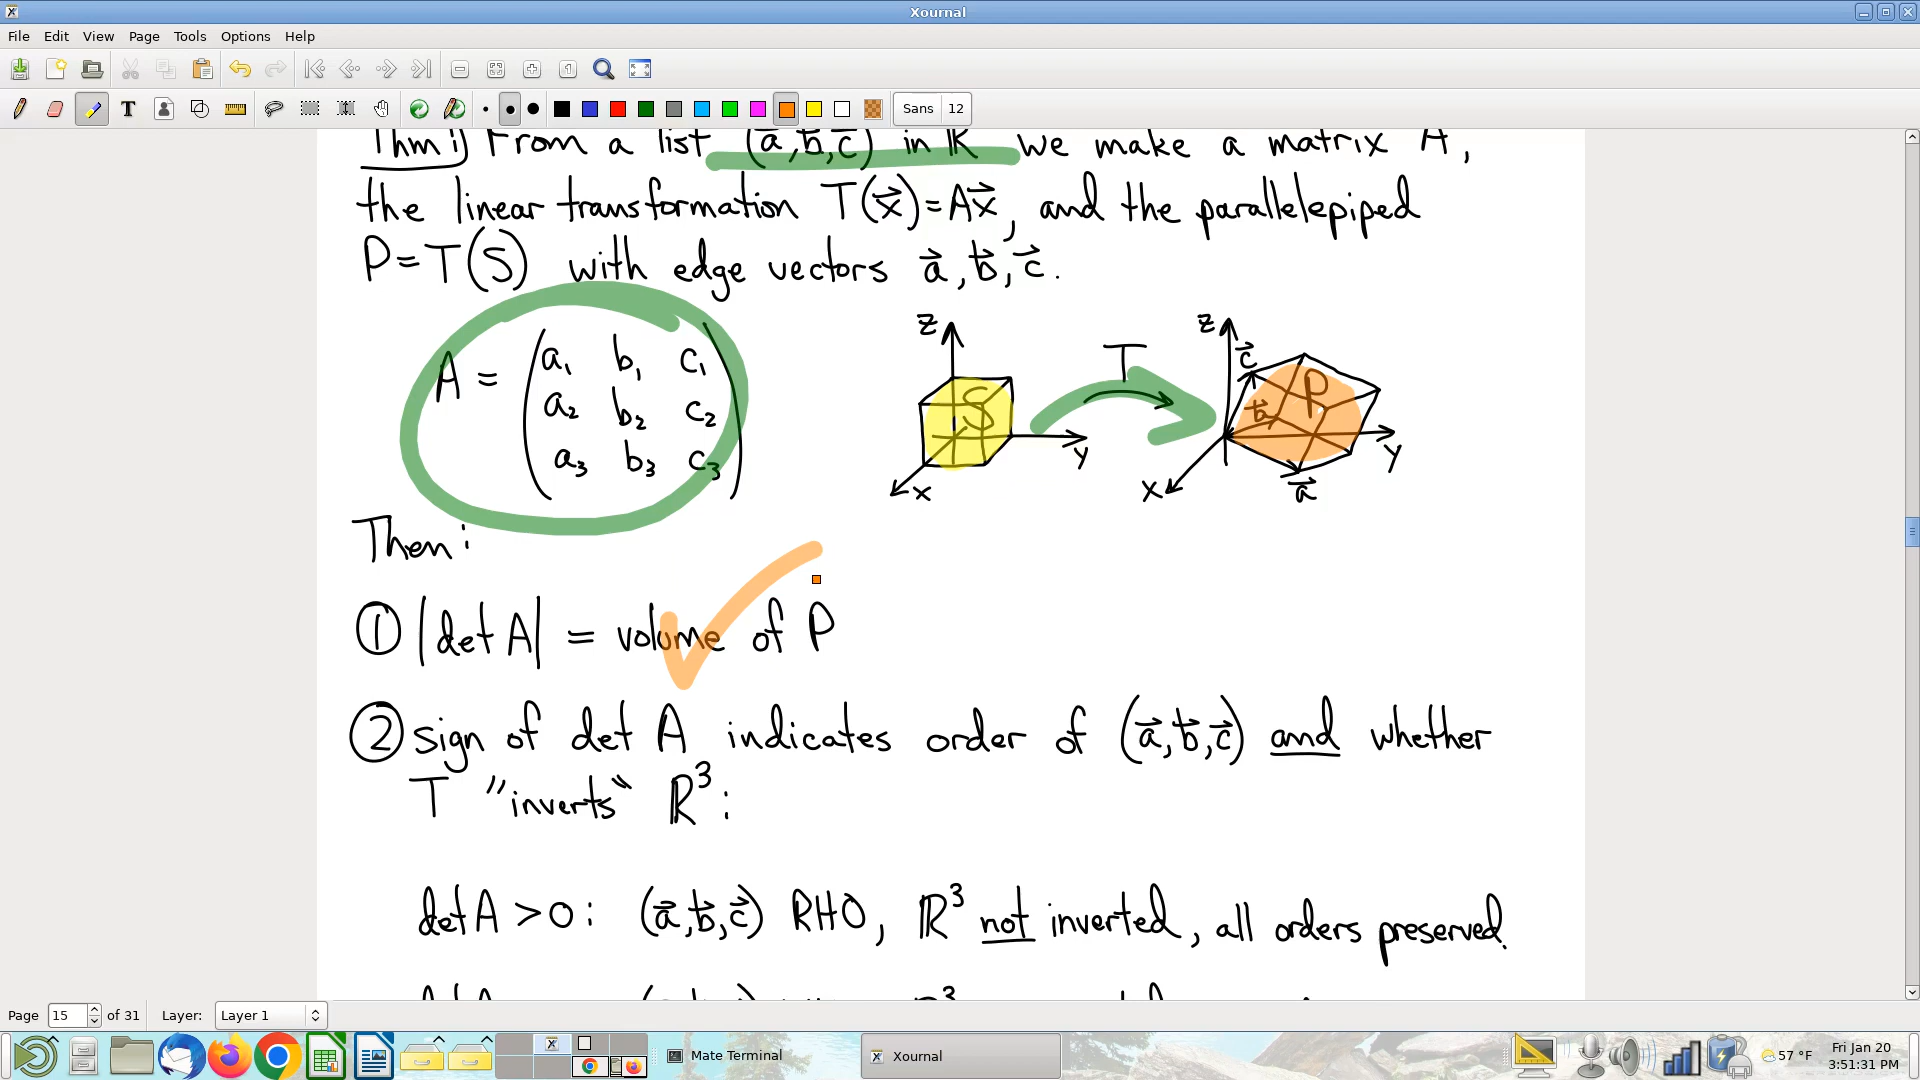 Xournal
File Edit View Page Tools Options Help
Sans 12
Thm: From a list (a⃗,b⃗,c⃗) in R we make a matrix A,
the linear transformation T(x⃗)=Ax⃗, and the parallelepiped
P=T(S) with edge vectors a⃗,b⃗,c⃗.
A = (a₁ b₁ c₁
a₂ b₂ c₂
a₃ b₃ c₃)
z S x y
T
z c⃗ b⃗ P a⃗ x y
Then:
① |det A| = volume of P
② sign of det A indicates order of (a⃗,b⃗,c⃗) and whether
T "inverts" ℝ³:
det A >0: (a⃗,b⃗,c⃗) RHO, ℝ³ not inverted, all orders preserved.
Page 15 of 31 Layer: Layer 1
Mate Terminal Xournal 57 °F Fri Jan 20
3:51:31 PM